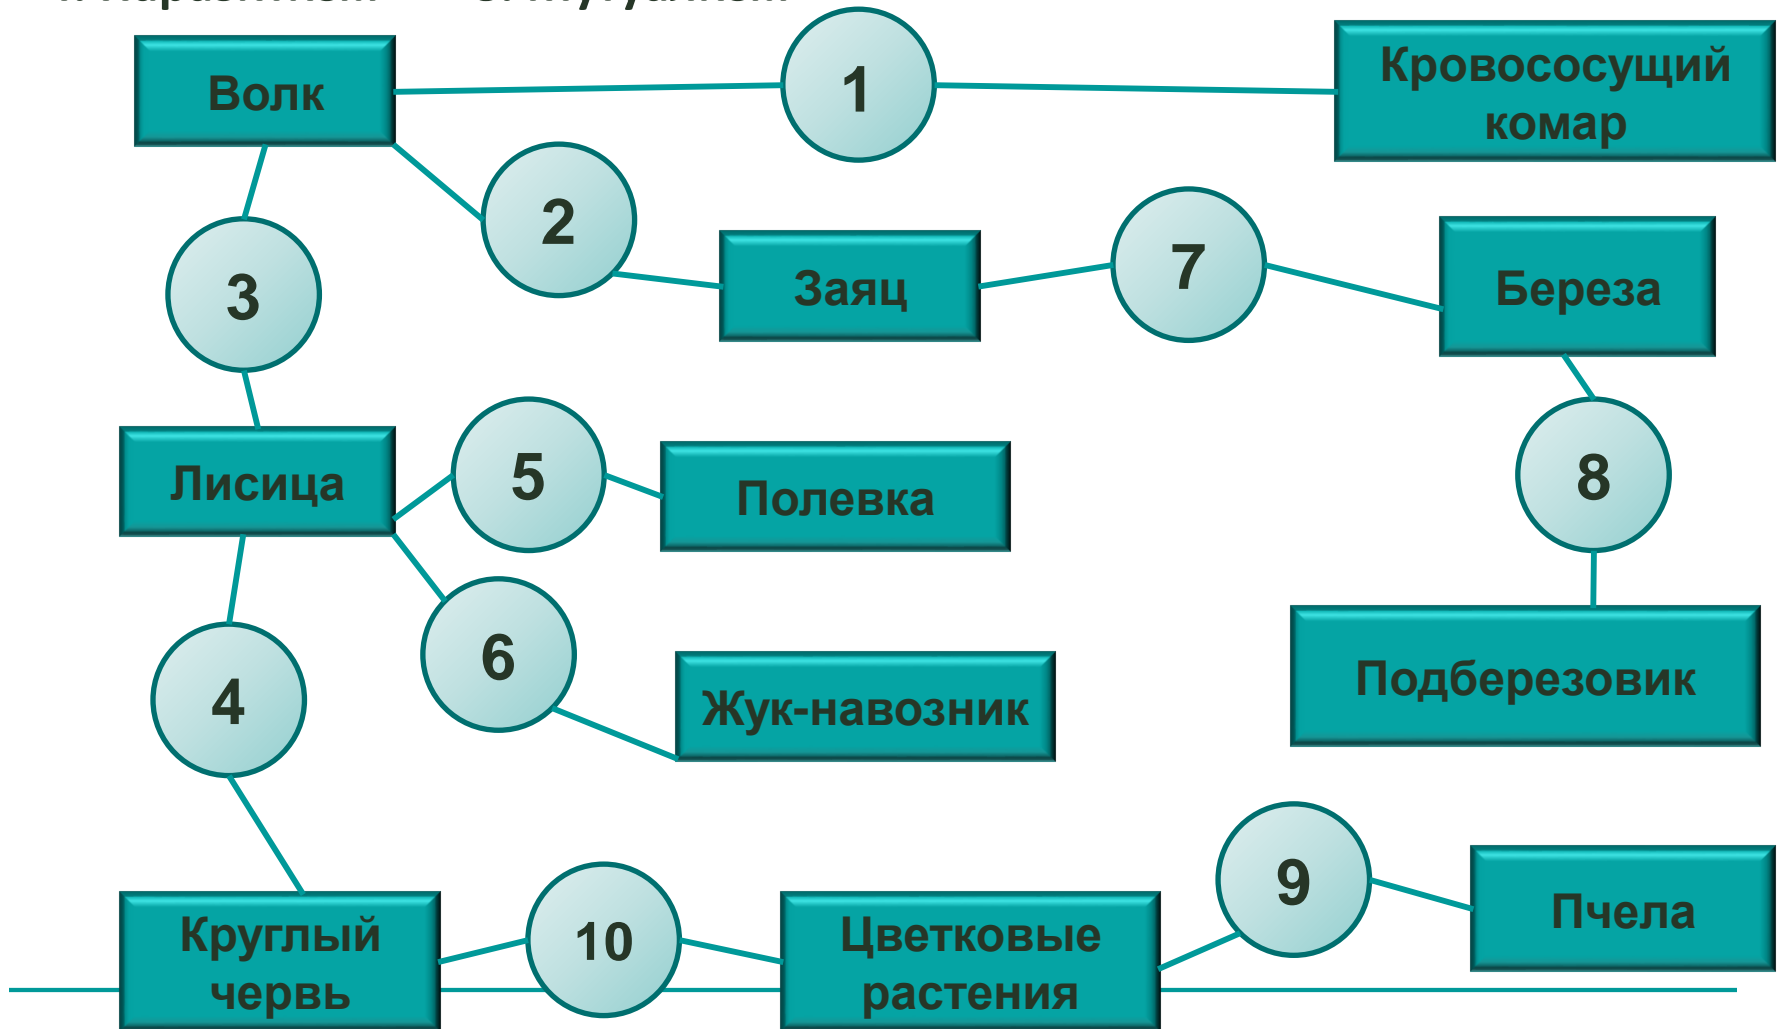 Волк
1
Кровососущий
комар
2
3
Заяц
7
Береза
Лисица
5
Полевка
8
6
4
Жук-навозник
Подберезовик
9
Пчела
Круглый
червь
10
Цветковые
растения